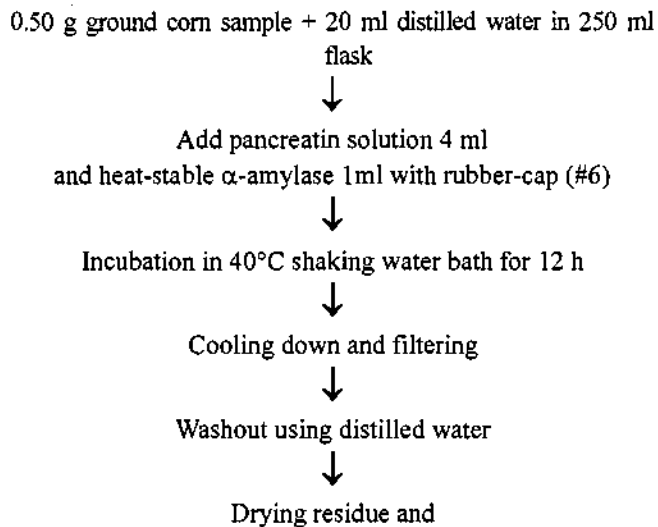 0.50 g ground corn sample + 20 ml distilled water in 250 ml
flask
↓
Add pancreatin solution 4 ml
and heat-stable α-amylase 1ml with rubber-cap (#6)
↓
Incubation in 40°C shaking water bath for 12 h
↓
Cooling down and filtering
↓
Washout using distilled water
↓
Drying residue and